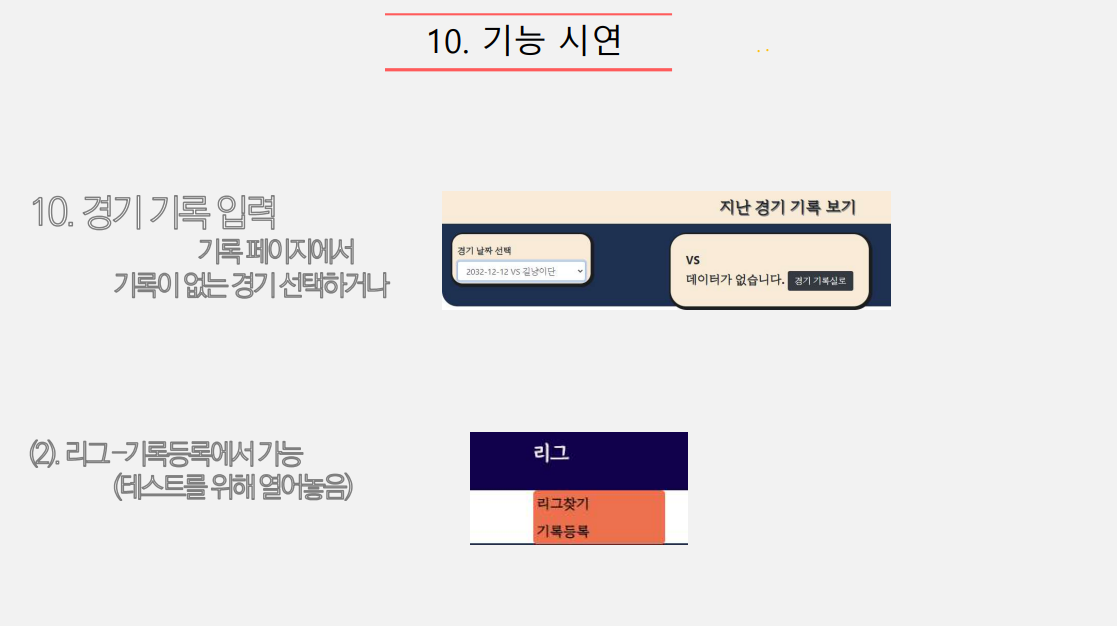 10. 기능 시연
10. 경기 기록 입력
기록 페이지에서
기록이 없는 경기 선택하거나
지난 경기 기록 보기
경기 날짜 선택
2032-12-12 VS 길냥이단
VS
데이터가 없습니다. 경기 기록실로
(2). 리그-기록등록에서 가능
(테스트를 위해 열어놓음)
리그
리그찾기
기록등록